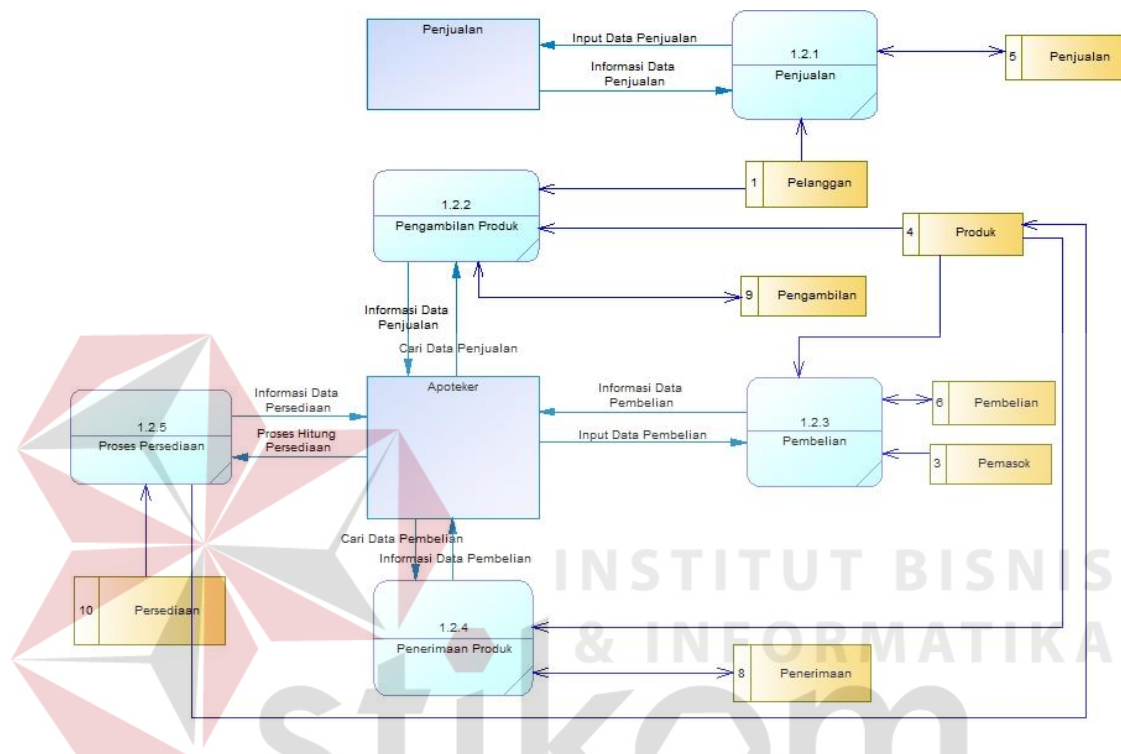 Penjualan
Input Data Penjualan
Informasi Data
Penjualan
1.2.1
Penjualan
5 Penjualan
1 Pelanggan
1.2.2
Pengambilan Produk
4 Produk
9 Pengambilan
Informasi Data
Penjualan
Cari Data Penjualan
Apoteker
Informasi Data
Persediaan
Proses Hitung
Persediaan
1.2.5
Proses Persediaan
Informasi Data
Pembelian
Input Data Pembelian
1.2.3
Pembelian
6 Pembelian
3 Pemasok
Cari Data Pembelian
Informasi Data Pembelian
10 Persediaan
1.2.4
Penerimaan Produk
8 Penerimaan
INSTITUT BISNIS
& INFORMATIKA
stikom